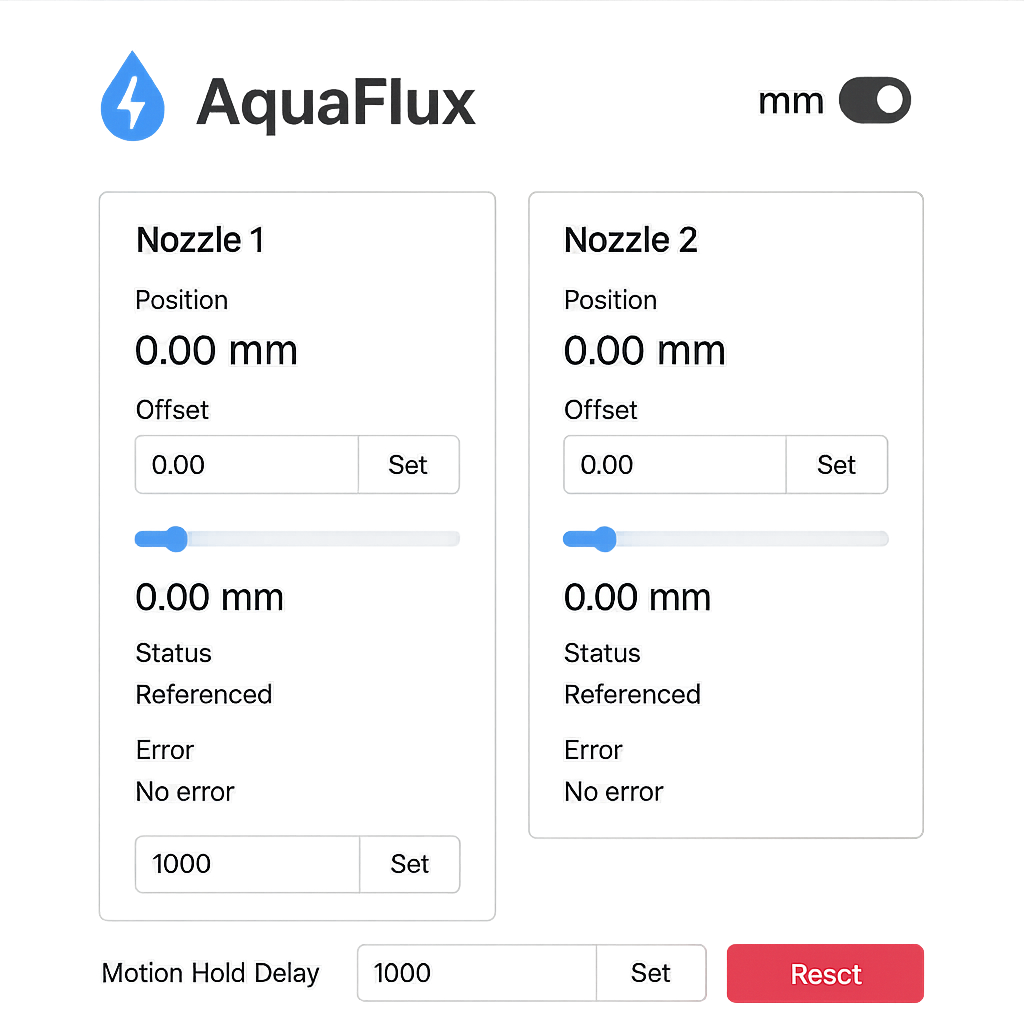 AquaFlux
mm
Nozzle 1
Position
0.00 mm
Offset
0.00
Set
0.00 mm
Status
Referenced
Error
No error
1000
Set
Nozzle 2
Position
0.00 mm
Offset
0.00
Set
0.00 mm
Status
Referenced
Error
No error
Motion Hold Delay
1000
Set
Resct